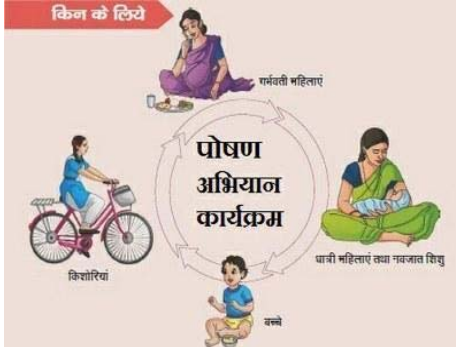 किन के लिये
गर्भवती महिलाएं
पोषण
अभियान
कार्यक्रम
किशोरियां
धात्री महिलाएं तथा नवजात शिशु
बच्चे